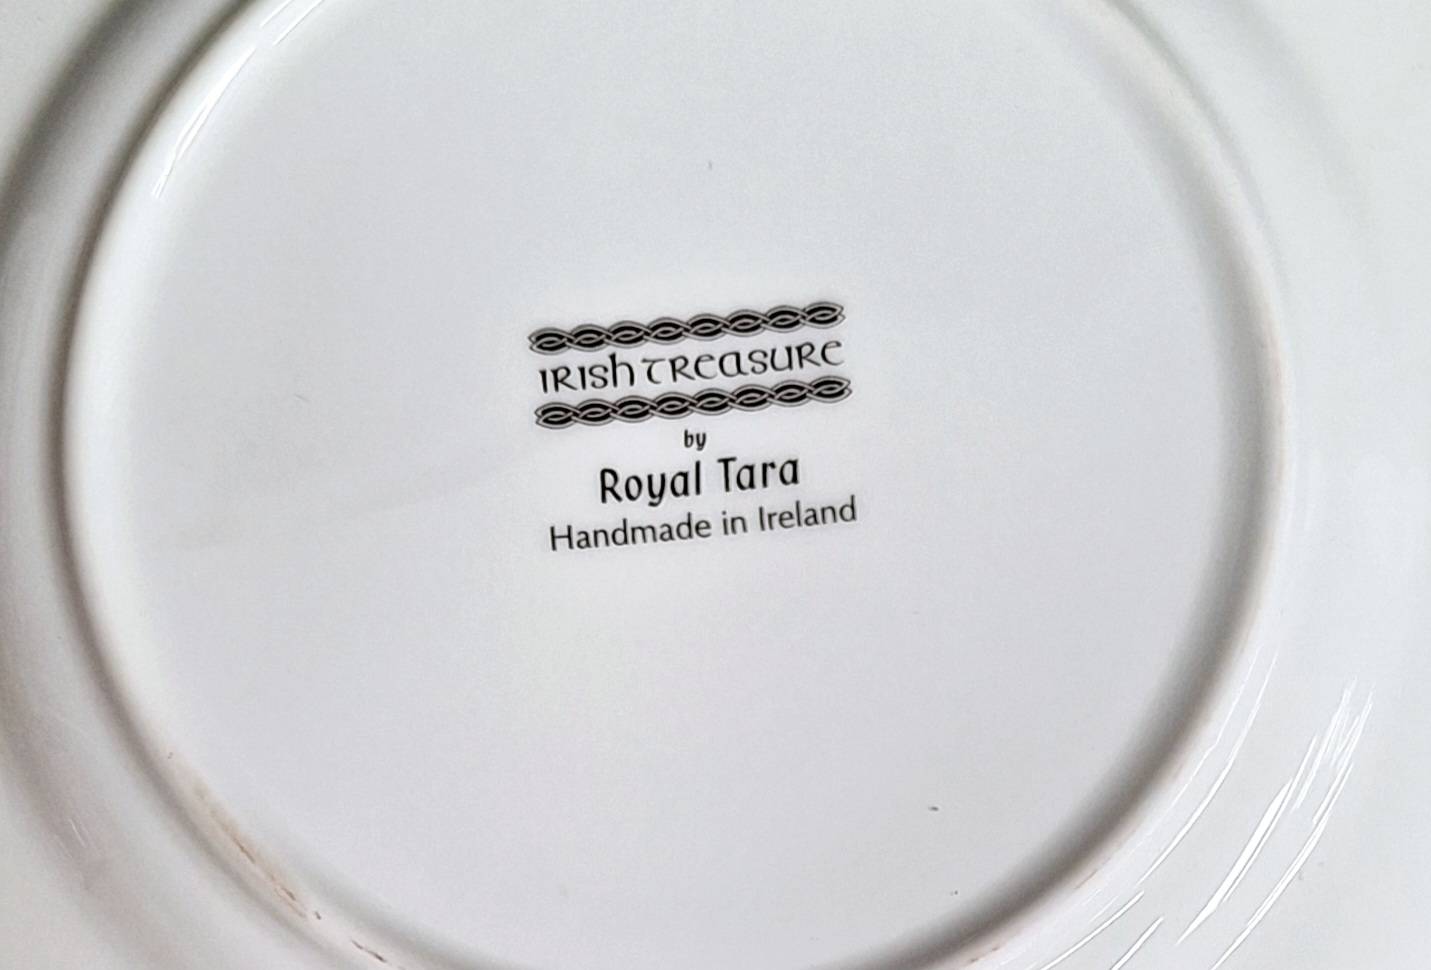 IRISH TREASURE
by
Royal Tara
Handmade in Ireland